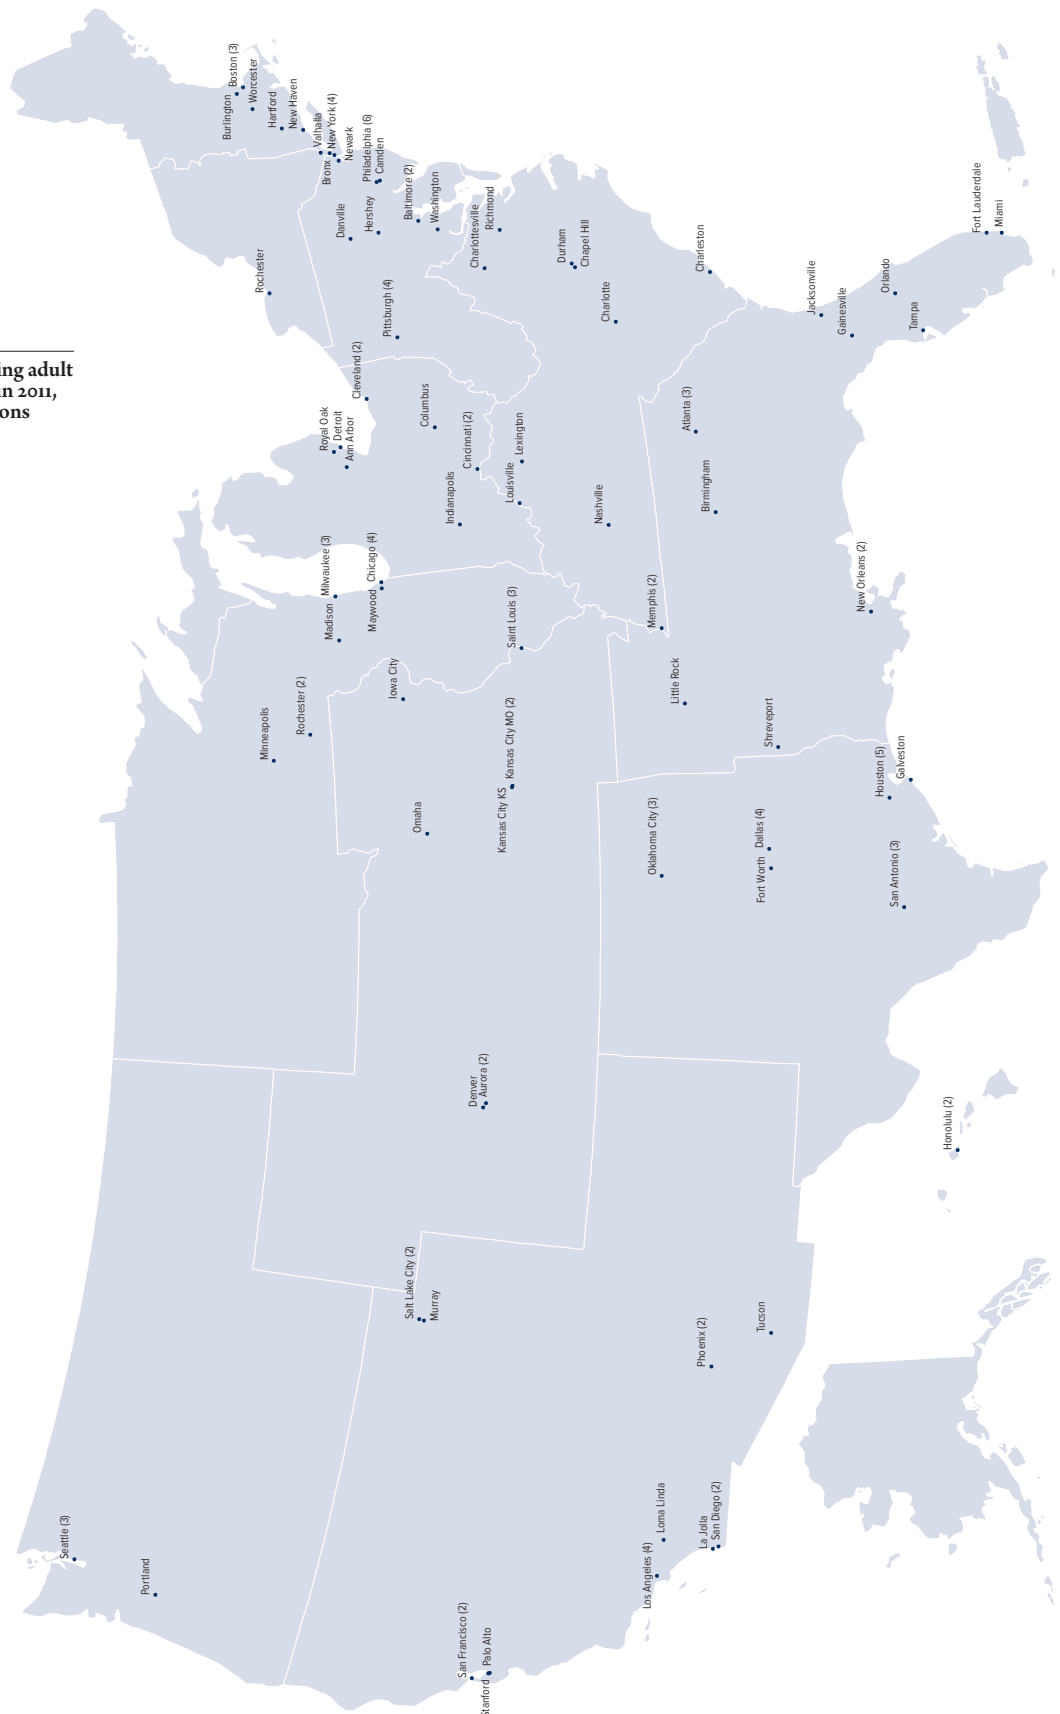 ing adult
in 2011,
ons
Seattle (3)
Portland
San Francisco (2)
Stanford
Palo Alto
Los Angeles (4)
Loma Linda
La Jolla
San Diego (2)
Phoenix (2)
Tucson
Salt Lake City (2)
Murray
Denver
Aurora (2)
Honolulu (2)
Minneapolis
Rochester (2)
Omaha
Iowa City
Kansas City KS
Kansas City MO (2)
Saint Louis (3)
Oklahoma City (3)
Fort Worth
Dallas (4)
San Antonio (3)
Houston (5)
Galveston
Shreveport
Little Rock
Memphis (2)
New Orleans (2)
Madison
Milwaukee (3)
Maywood
Chicago (4)
Royal Oak
Detroit
Ann Arbor
Indianapolis
Cincinnati (2)
Columbus
Cleveland (2)
Louisville
Lexington
Nashville
Birmingham
Atlanta (3)
Pittsburgh (4)
Rochester
Danville
Hershey
Philadelphia (6)
Camden
Burlington
Boston (3)
Worcester
Hartford
New Haven
Valhalla
Bronx
New York (4)
Newark
Baltimore (2)
Washington
Charlottesville
Richmond
Durham
Chapel Hill
Charlotte
Charleston
Jacksonville
Gainesville
Orlando
Tampa
Fort Lauderdale
Miami